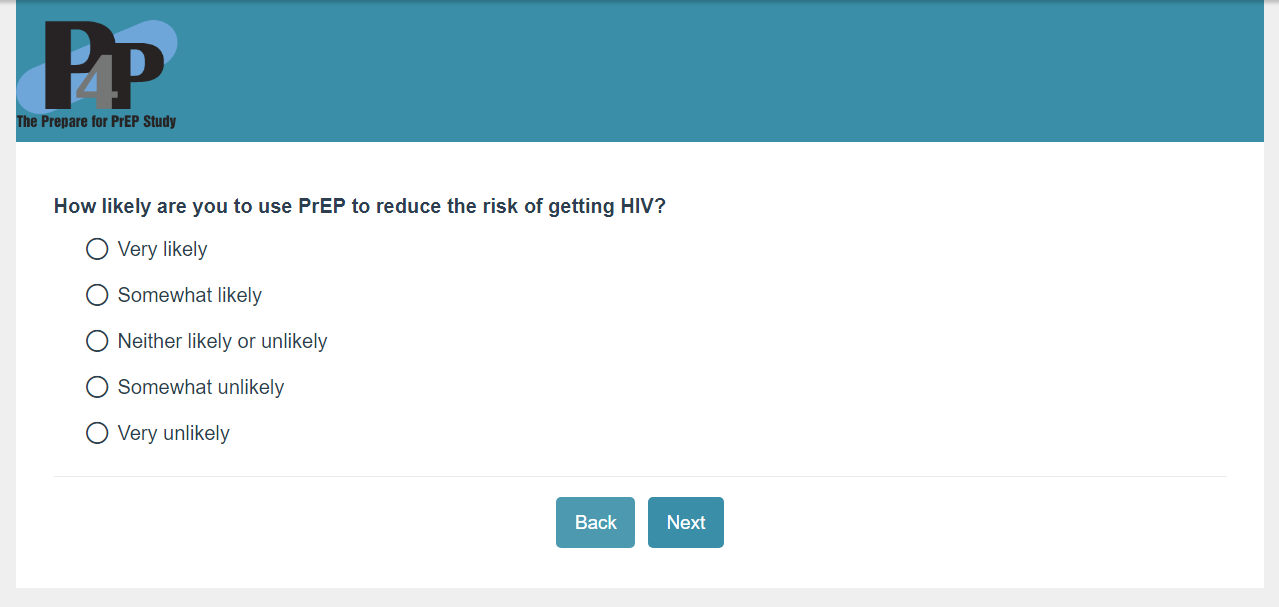 P4P
The Prepare for PrEP Study
How likely are you to use PrEP to reduce the risk of getting HIV?
Very likely
Somewhat likely
Neither likely or unlikely
Somewhat unlikely
Very unlikely
Back Next